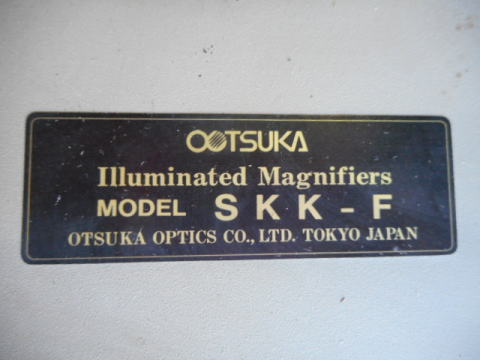 OOTSUKA
Illuminated Magnifiers
MODEL SKK-F
OTSUKA OPTICS CO., LTD. TOKYO JAPAN